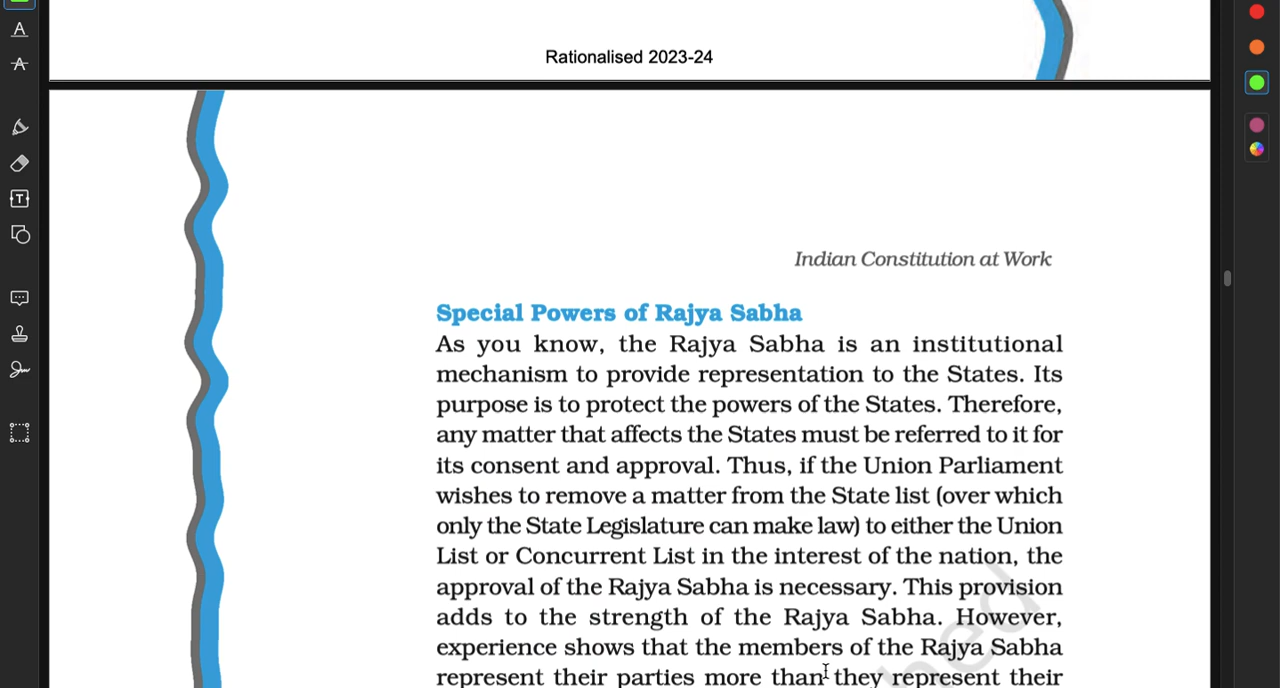 Rationalised 2023-24
Indian Constitution at Work
Special Powers of Rajya Sabha
As you know, the Rajya Sabha is an institutional
mechanism to provide representation to the States. Its
purpose is to protect the powers of the States. Therefore,
any matter that affects the States must be referred to it for
its consent and approval. Thus, if the Union Parliament
wishes to remove a matter from the State list (over which
only the State Legislature can make law) to either the Union
List or Concurrent List in the interest of the nation, the
approval of the Rajya Sabha is necessary. This provision
adds to the strength of the Rajya Sabha. However,
experience shows that the members of the Rajya Sabha
represent their parties more than they represent their